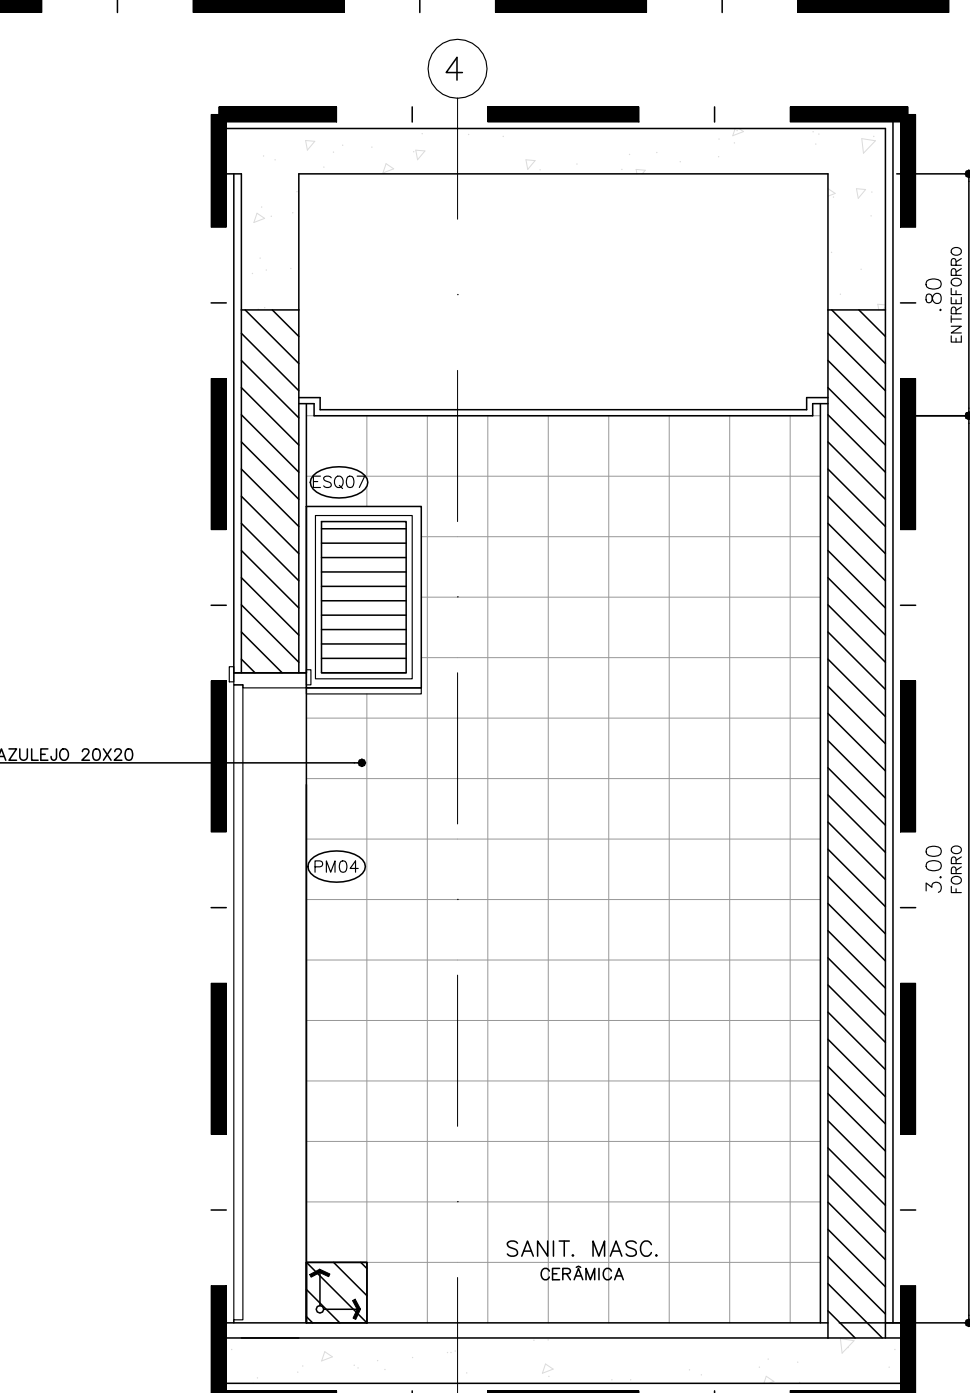 4
.80
ENTREFORRO
ESQ07
AZULEJO 20X20
PM04
3.00
FORRO
SANIT. MASC.
CERÂMICA